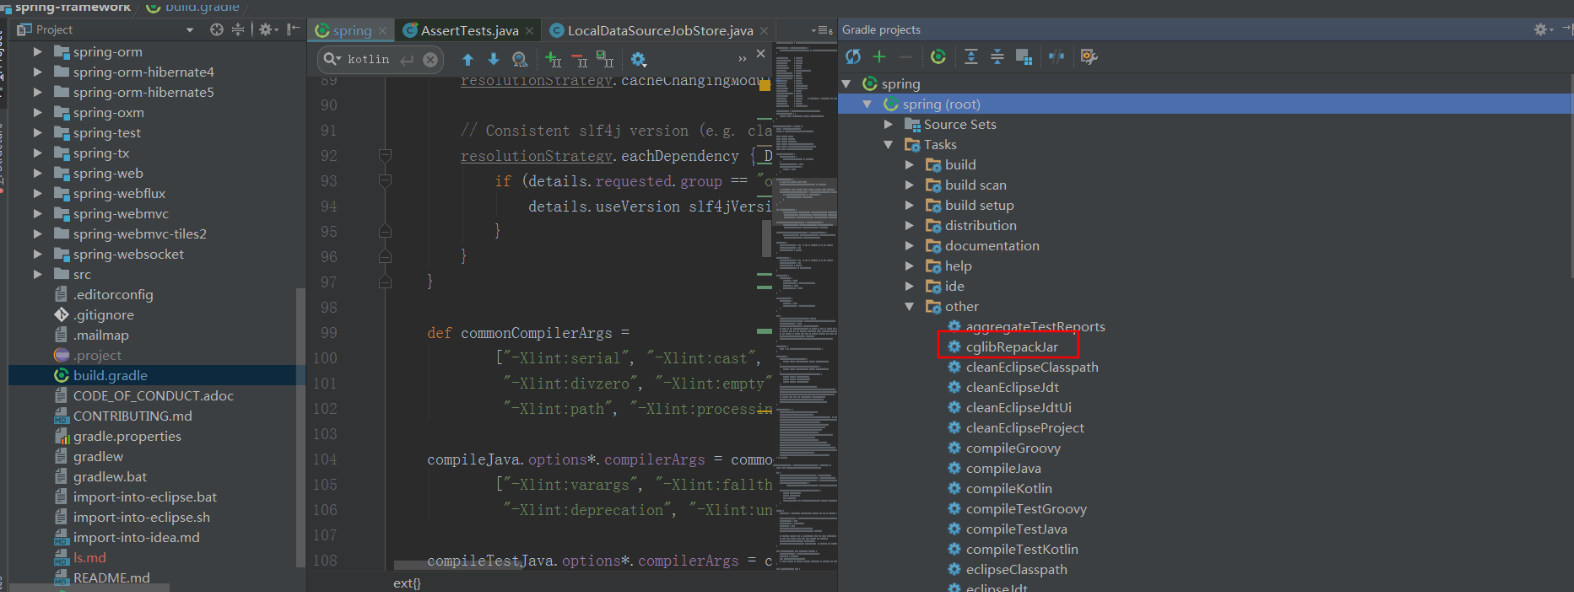 spring-framework
build.gradle
Project
spring-orm
spring-orm-hibernate4
spring-orm-hibernate5
spring-oxm
spring-test
spring-tx
spring-web
spring-webflux
spring-webmvc
spring-webmvc-tiles2
spring-websocket
src
.editorconfig
.gitignore
.mailmap
.project
build.gradle
CODE_OF_CONDUCT.adoc
CONTRIBUTING.md
gradle.properties
gradlew
gradlew.bat
import-into-eclipse.bat
import-into-eclipse.sh
import-into-idea.md
ls.md
README.md
spring
AssertTests.java
LocalDataSourceJobStore.java
kotlin
89 resolutionStrategy.cacheChangingModu
90
91 // Consistent slf4j version (e.g. cla
92 resolutionStrategy.eachDependency { D
93 if (details.requested.group == "o
94 details.useVersion slf4jVersi
95 }
96 }
97 }
98
99 def commonCompilerArgs =
100 ["-Xlint:serial", "-Xlint:cast",
101 "-Xlint:divzero", "-Xlint:empty"
102 "-Xlint:path", "-Xlint:processin
103
104 compileJava.options*.compilerArgs = commo
105 ["-Xlint:varargs", "-Xlint:fallth
106 "-Xlint:deprecation", "-Xlint:un
107
108 compileTestJava.options*.compilerArgs = c
ext{}
Gradle projects
spring
spring (root)
Source Sets
Tasks
build
build scan
build setup
distribution
documentation
help
ide
other
aggregateTestReports
cglibRepackJar
cleanEclipseClasspath
cleanEclipseJdt
cleanEclipseJdtUi
cleanEclipseProject
compileGroovy
compileJava
compileKotlin
compileTestGroovy
compileTestJava
compileTestKotlin
eclipseClasspath
eclipseJdt